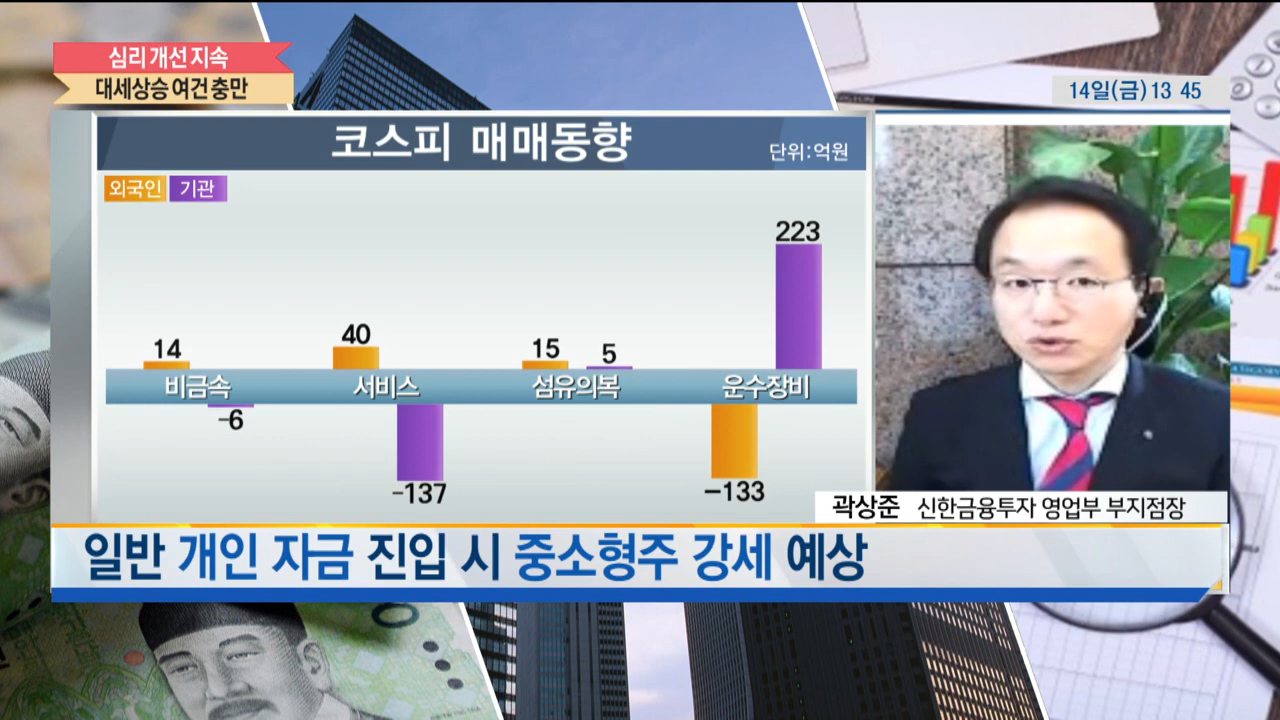 심리 개선 지속
대세상승 여건 충만
14일(금) 13 45
코스피 매매동향
단위:억원
외국인 기관
14
-6
비금속
40
-137
서비스
15
5
섬유의복
223
-133
운수장비
곽상준 신한금융투자 영업부 부지점장
일반 개인 자금 진입 시 중소형주 강세 예상